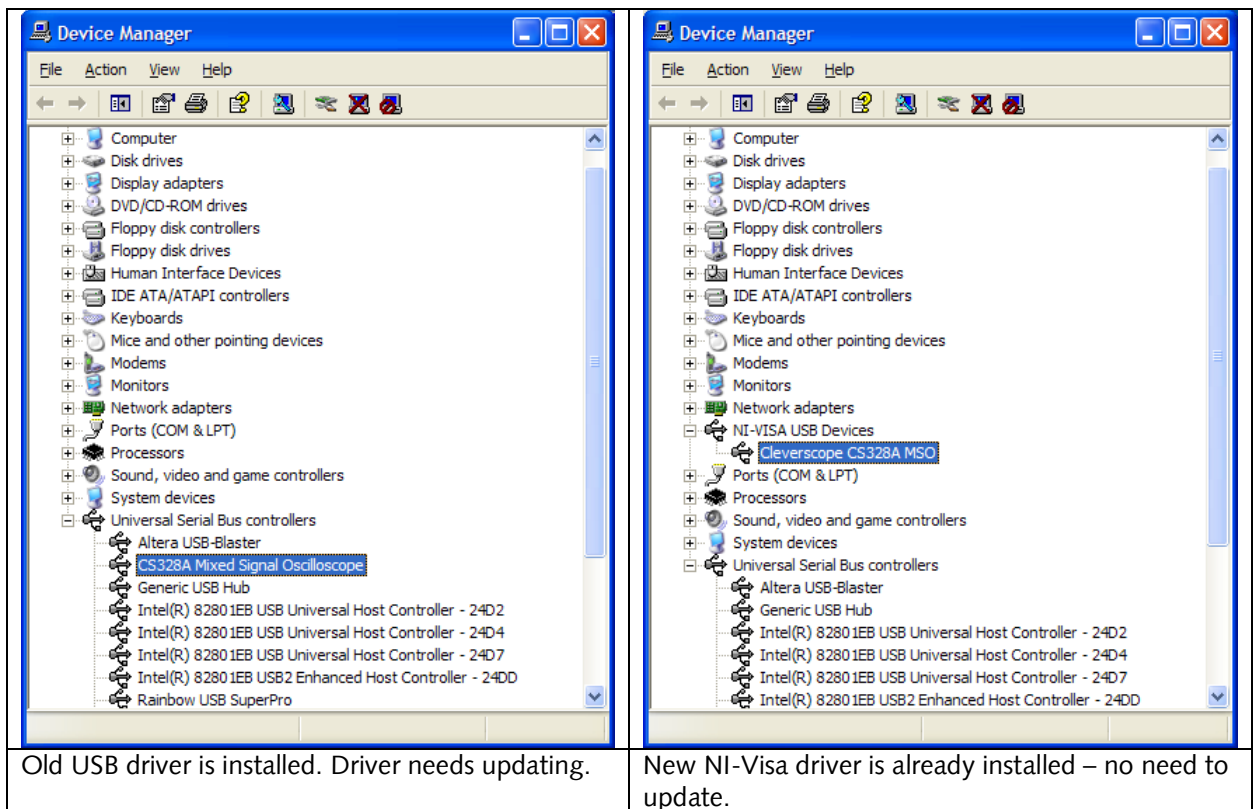 Device Manager
File Action View Help
Computer
Disk drives
Display adapters
DVD/CD-ROM drives
Floppy disk controllers
Floppy disk drives
Human Interface Devices
IDE ATA/ATAPI controllers
Keyboards
Mice and other pointing devices
Modems
Monitors
Network adapters
Ports (COM & LPT)
Processors
Sound, video and game controllers
System devices
Universal Serial Bus controllers
Altera USB-Blaster
CS328A Mixed Signal Oscilloscope
Generic USB Hub
Intel(R) 82801EB USB Universal Host Controller - 24D2
Intel(R) 82801EB USB Universal Host Controller - 24D4
Intel(R) 82801EB USB Universal Host Controller - 24D7
Intel(R) 82801EB USB2 Enhanced Host Controller - 24DD
Rainbow USB SuperPro
Old USB driver is installed. Driver needs updating.
Device Manager
File Action View Help
Computer
Disk drives
Display adapters
DVD/CD-ROM drives
Floppy disk controllers
Floppy disk drives
Human Interface Devices
IDE ATA/ATAPI controllers
Keyboards
Mice and other pointing devices
Modems
Monitors
Network adapters
NI-VISA USB Devices
Cleverscope CS328A MSO
Ports (COM & LPT)
Processors
Sound, video and game controllers
System devices
Universal Serial Bus controllers
Altera USB-Blaster
Generic USB Hub
Intel(R) 82801EB USB Universal Host Controller - 24D2
Intel(R) 82801EB USB Universal Host Controller - 24D4
Intel(R) 82801EB USB Universal Host Controller - 24D7
Intel(R) 82801EB USB2 Enhanced Host Controller - 24DD
New NI-Visa driver is already installed – no need to
update.